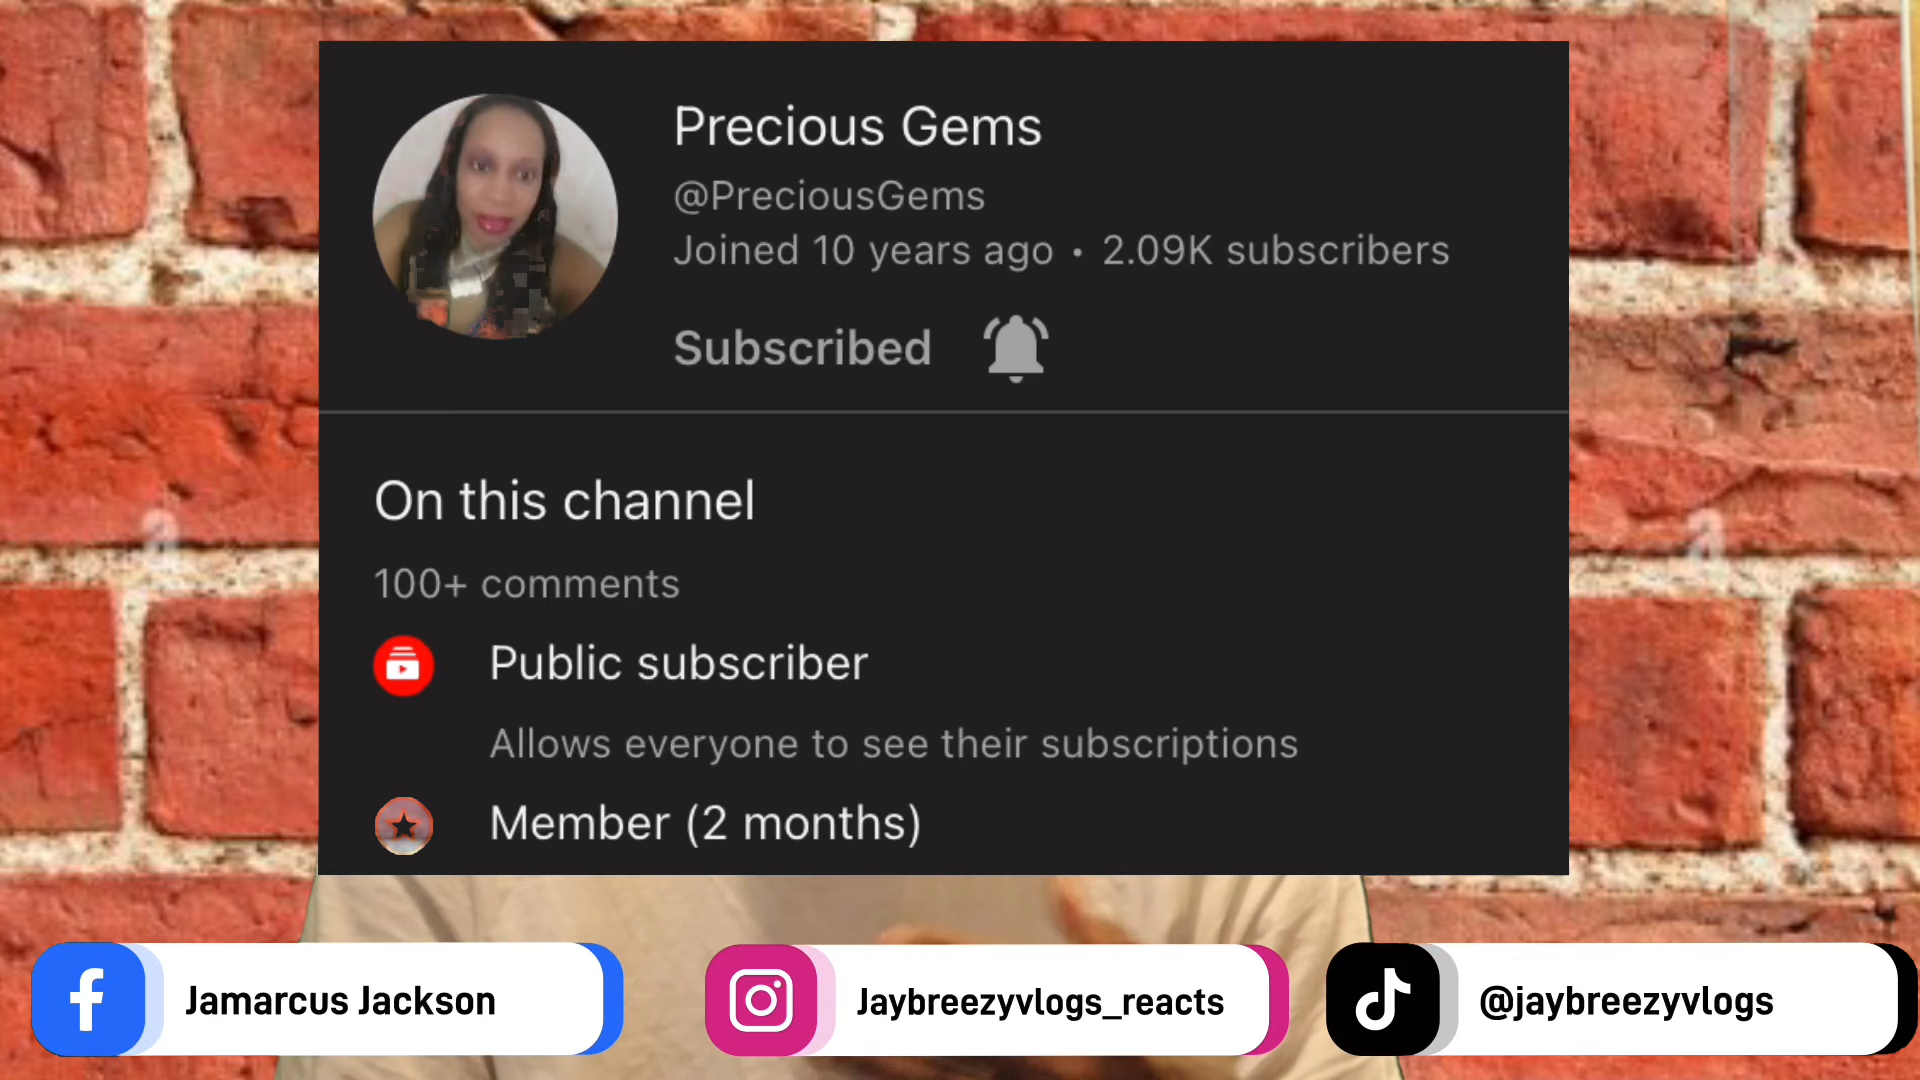 Precious Gems
@PreciousGems
Joined 10 years ago • 2.09K subscribers
Subscribed
On this channel
100+ comments
Public subscriber
Allows everyone to see their subscriptions
Member (2 months)
Jamarcus Jackson
Jaybreezyvlogs_reacts
@jaybreezyvlogs